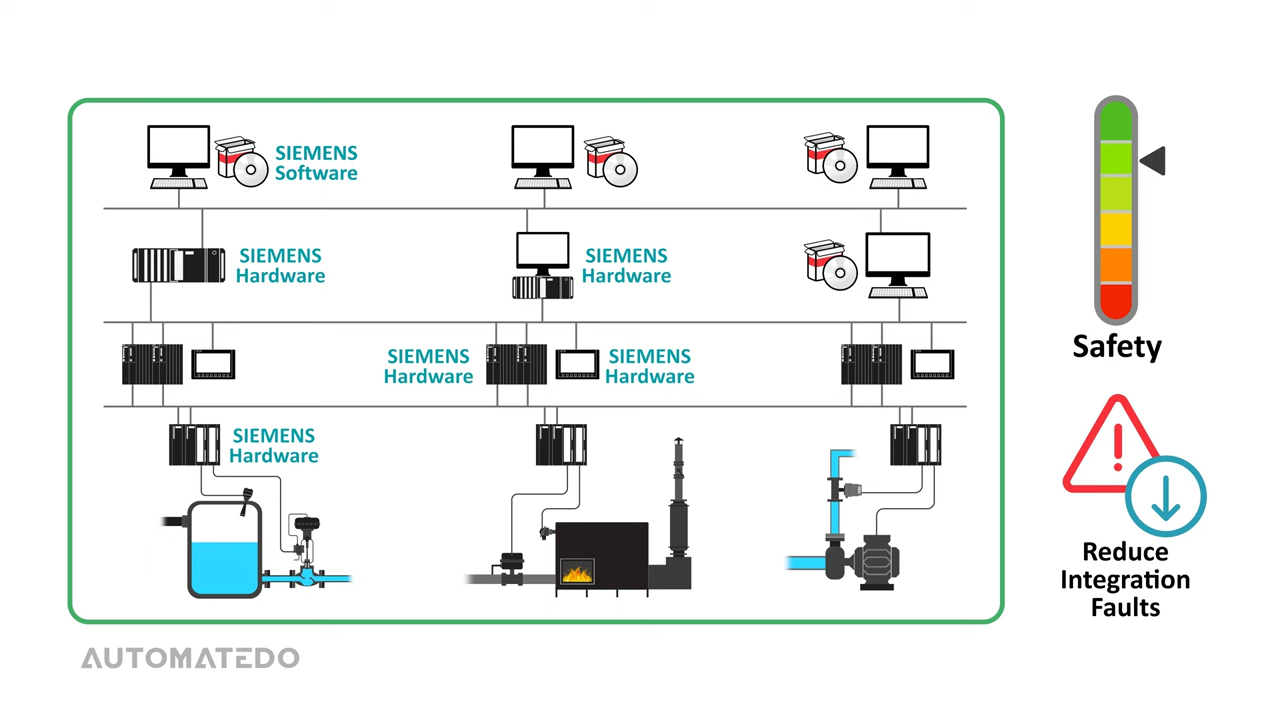 SIEMENS
Software
SIEMENS
Hardware
SIEMENS
Hardware
SIEMENS
Hardware
SIEMENS
Hardware
SIEMENS
Hardware
Safety
Reduce
Integration
Faults
AUTOMATEDO